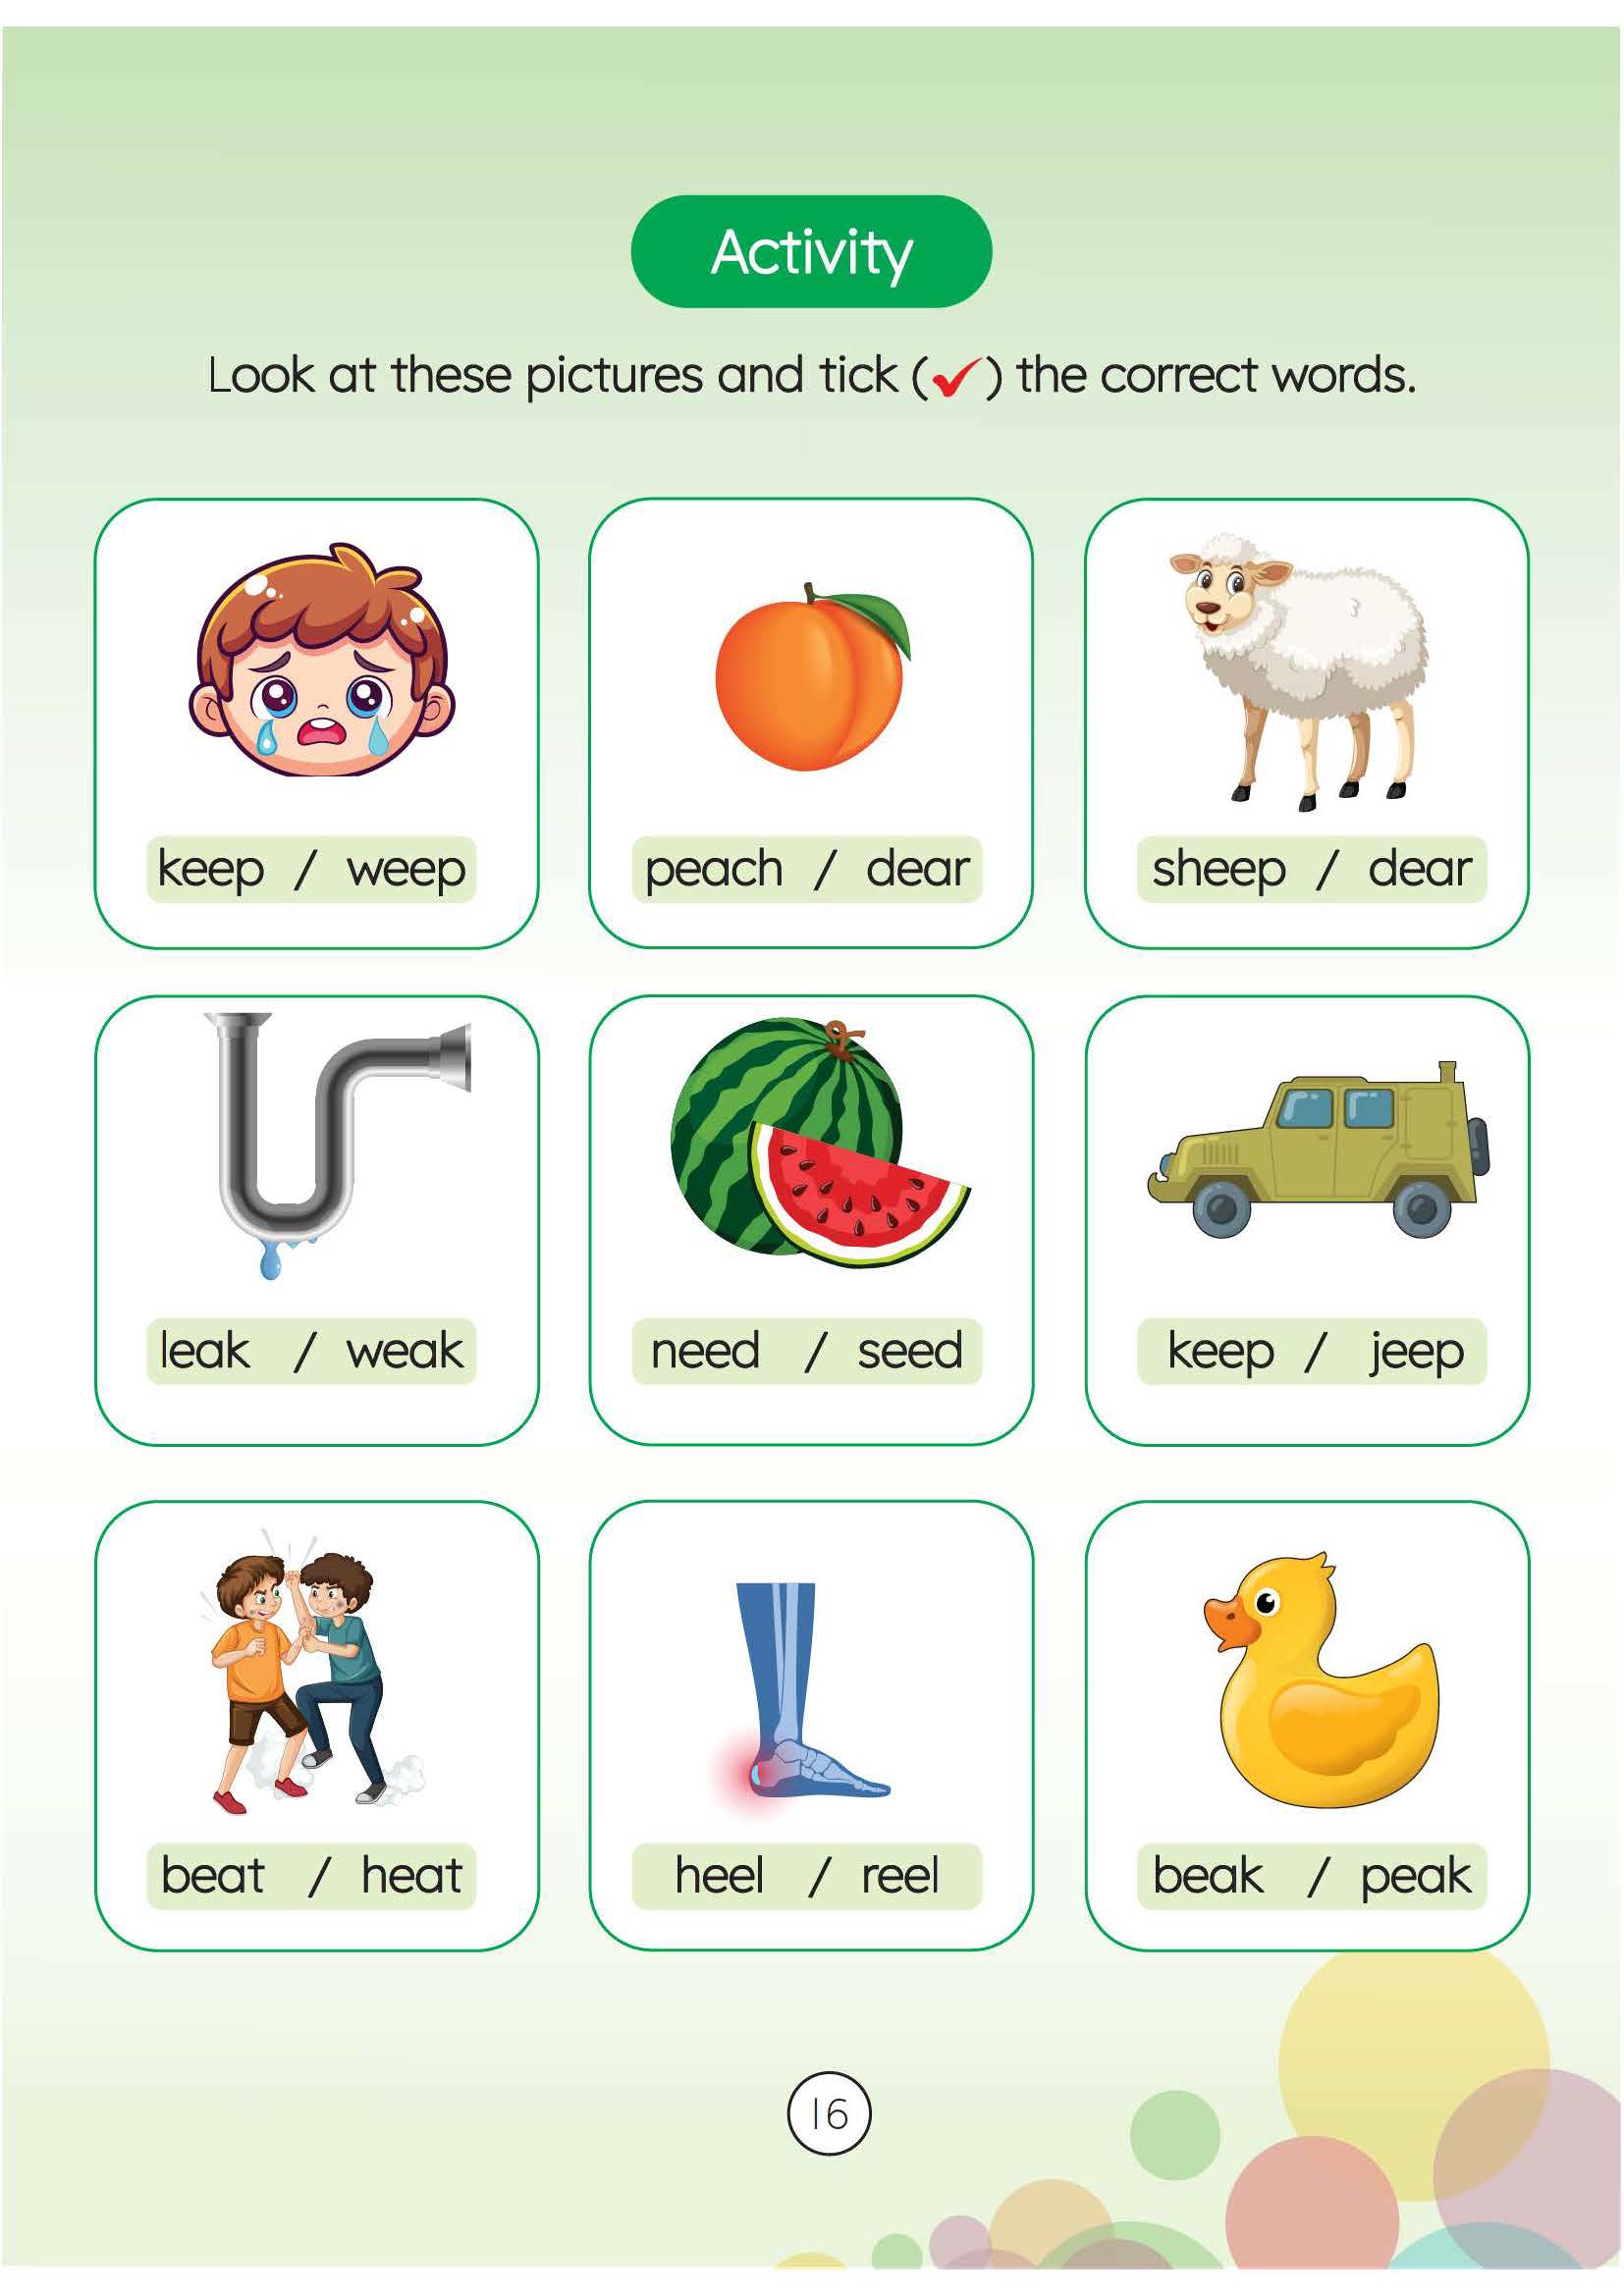 Activity
Look at these pictures and tick (✓) the correct words.
keep / weep
peach / dear
sheep / dear
leak / weak
need / seed
keep / jeep
beat / heat
heel / reel
beak / peak
16